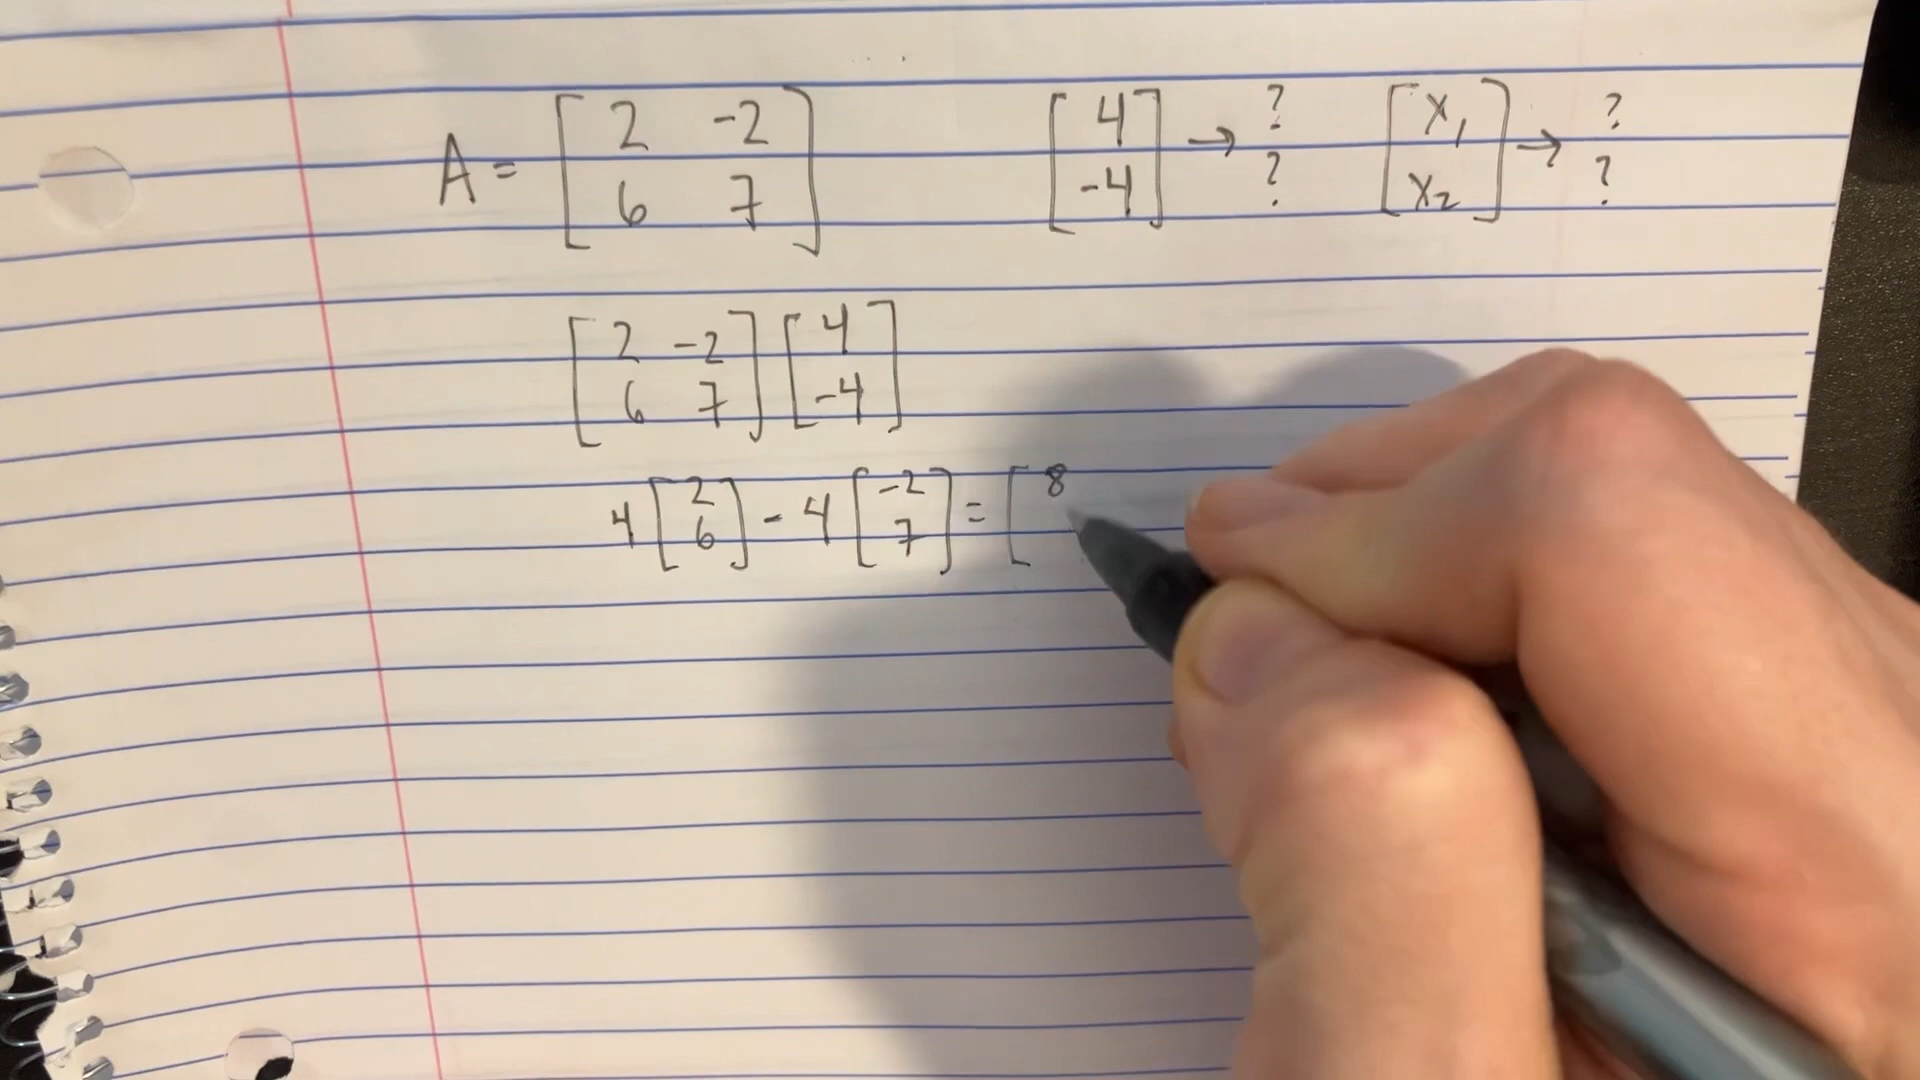 A = [ 2 -2 ] [ 4 ] → ? [ x₁ ] → ?
[ 6 7 ] [ -4 ] ? [ x₂ ] ?
[ 2 -2 ] [ 4 ]
[ 6 7 ] [ -4 ]
4 [ 2 ] - 4 [ -2 ] = [ 8
[ 6 ] [ 7 ]